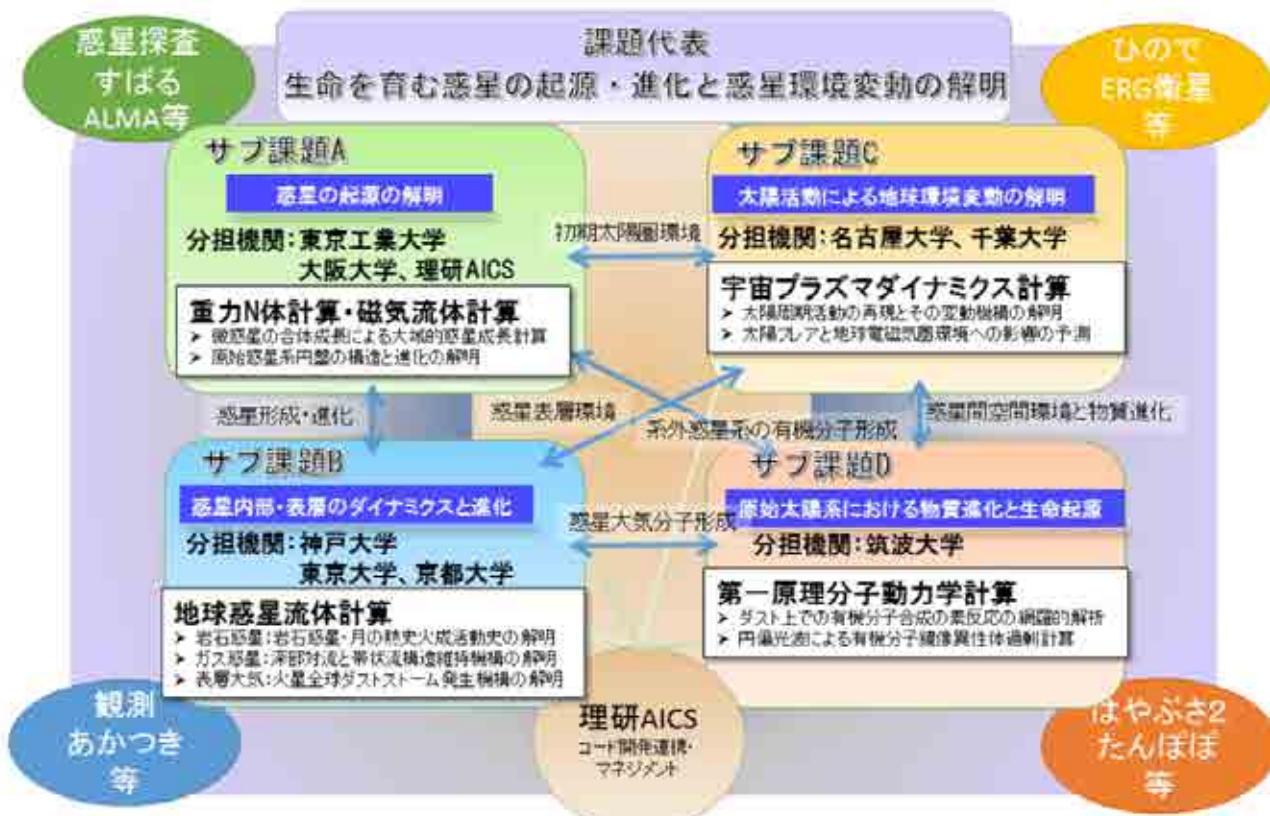 課題代表
生命を育む惑星の起源・進化と惑星環境変動の解明
惑星探査
すばる
ALMA等
ひので
ERG衛星
等
サブ課題A
惑星の起源の解明
分担機関：東京工業大学
大阪大学、理研AICS
重力N体計算・磁気流体計算
➢ 微惑星の合体成長による大域的惑星成長計算
➢ 原始惑星系円盤の構造と進化の解明
初期太陽圏環境
サブ課題C
太陽活動による地球環境変動の解明
分担機関：名古屋大学、千葉大学
宇宙プラズマダイナミクス計算
➢ 太陽周期活動の再現とその変動機構の解明
➢ 太陽フレアと地球電磁気圏環境への影響の予測
惑星形成・進化
惑星表層環境
系外惑星系の有機分子形成
惑星間空間環境と物質進化
サブ課題B
惑星内部・表層のダイナミクスと進化
分担機関：神戸大学
東京大学、京都大学
地球惑星流体計算
➢ 岩石惑星：岩石惑星・月の熱史火成活動史の解明
➢ ガス惑星：深部対流と帯状流構造維持機構の解明
➢ 表層大気：火星全球ダストストーム発生機構の解明
惑星大気分子形成
サブ課題D
原始太陽系における物質進化と生命起源
分担機関：筑波大学
第一原理分子動力学計算
➢ ダスト上での有機分子合成の素反応の網羅的解析
➢ 円偏光波による有機分子鏡像異性体過剰計算
観測
あかつき
等
理研AICS
コード開発連携・
マネジメント
はやぶさ2
たんぽぽ
等